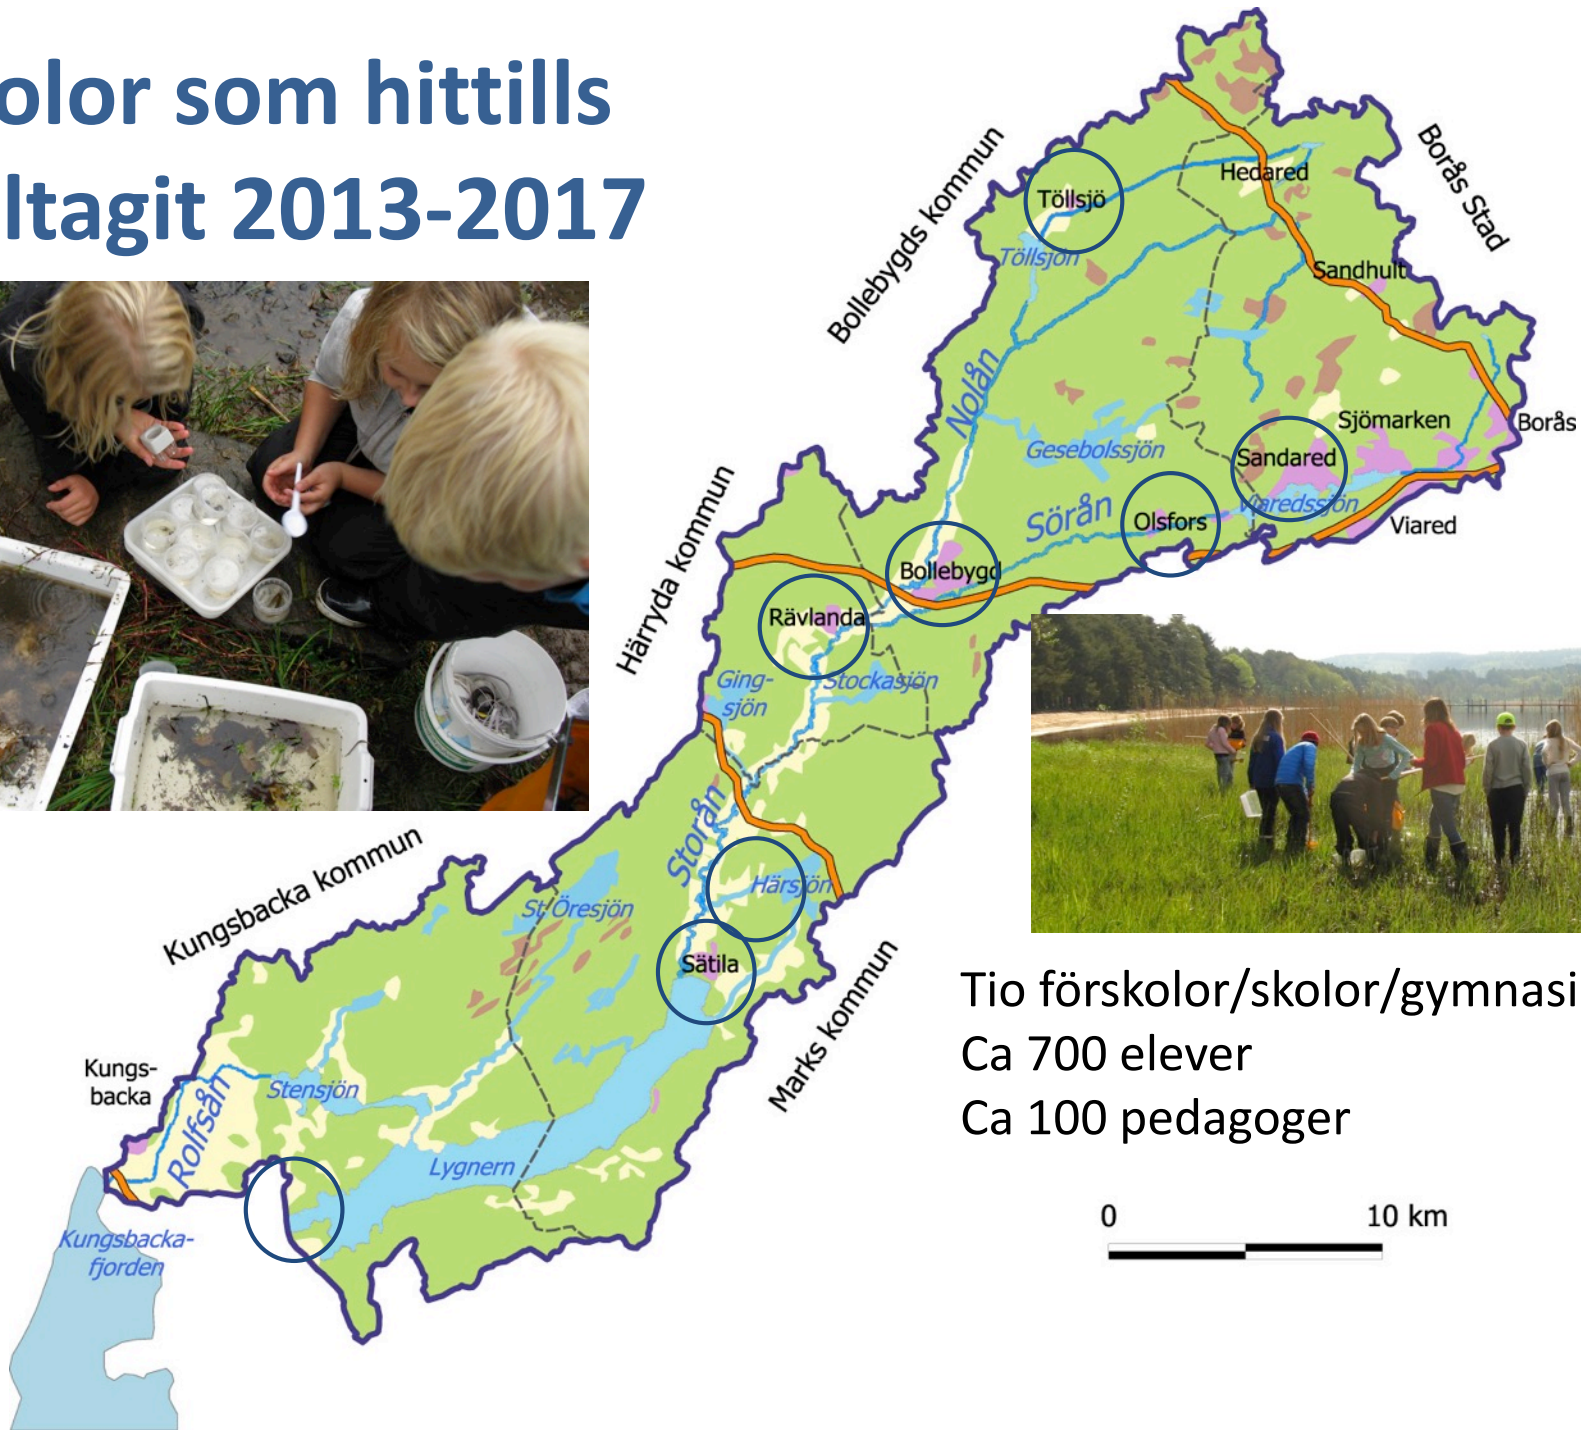 olor som hittills
ltagit 2013-2017
Bollebygds kommun
Borås Stad
Hedared
Töllsjö
Töllsjön
Sandhult
Nolån
Sjömarken
Borås
Gesebolssjön
Sandared
Viaredssjön
Sörån
Olsfors
Viared
Härryda kommun
Bollebygd
Rävlanda
Ging-
sjön
Stockasjön
Storån
Härsjön
Kungsbacka kommun
St Öresjön
Sätila
Marks kommun
Tio förskolor/skolor/gymnasi
Ca 700 elever
Ca 100 pedagoger
Kungs-
backa
Rolfsån
Stensjön
Lygnern
Kungsbacka-
fjorden
0 10 km